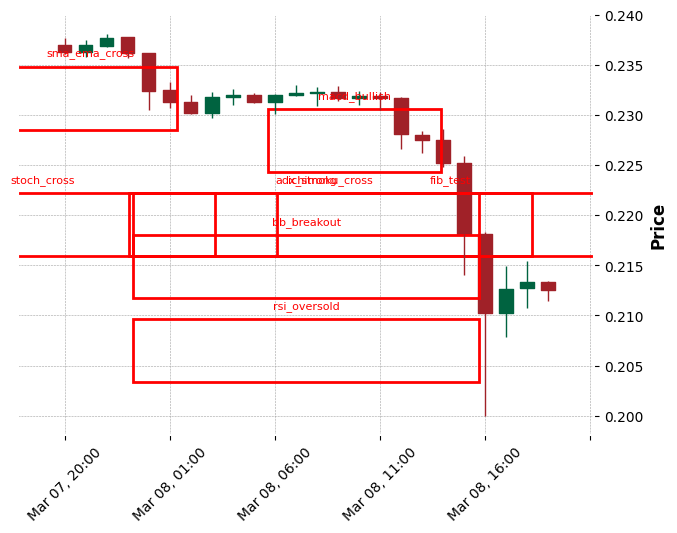 0.240
sma_ema_cross
0.235
macd_bullish
0.230
0.225
stoch_cross
ichimoku_cross
fib_test
0.220
bb_breakout
Price
0.215
rsi_oversold
0.210
0.205
0.200
Mar 07, 20:00
Mar 08, 01:00
Mar 08, 06:00
Mar 08, 11:00
Mar 08, 16:00